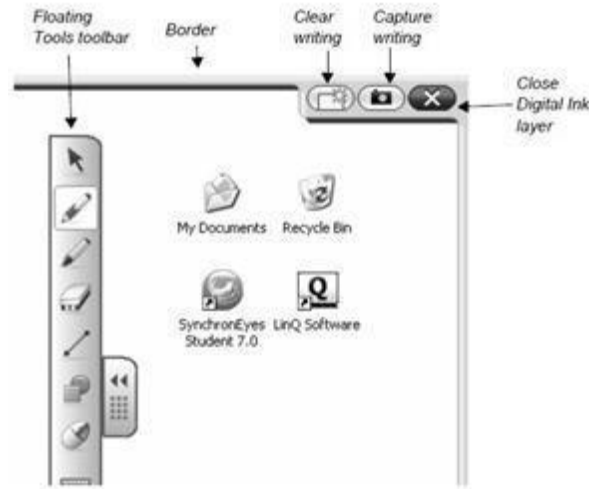 Floating
Tools toolbar
Border
Clear
writing
Capture
writing
Close
Digital Ink
layer
My Documents
Recycle Bin
SynchronEyes
Student 7.0
Q
LinQ Software